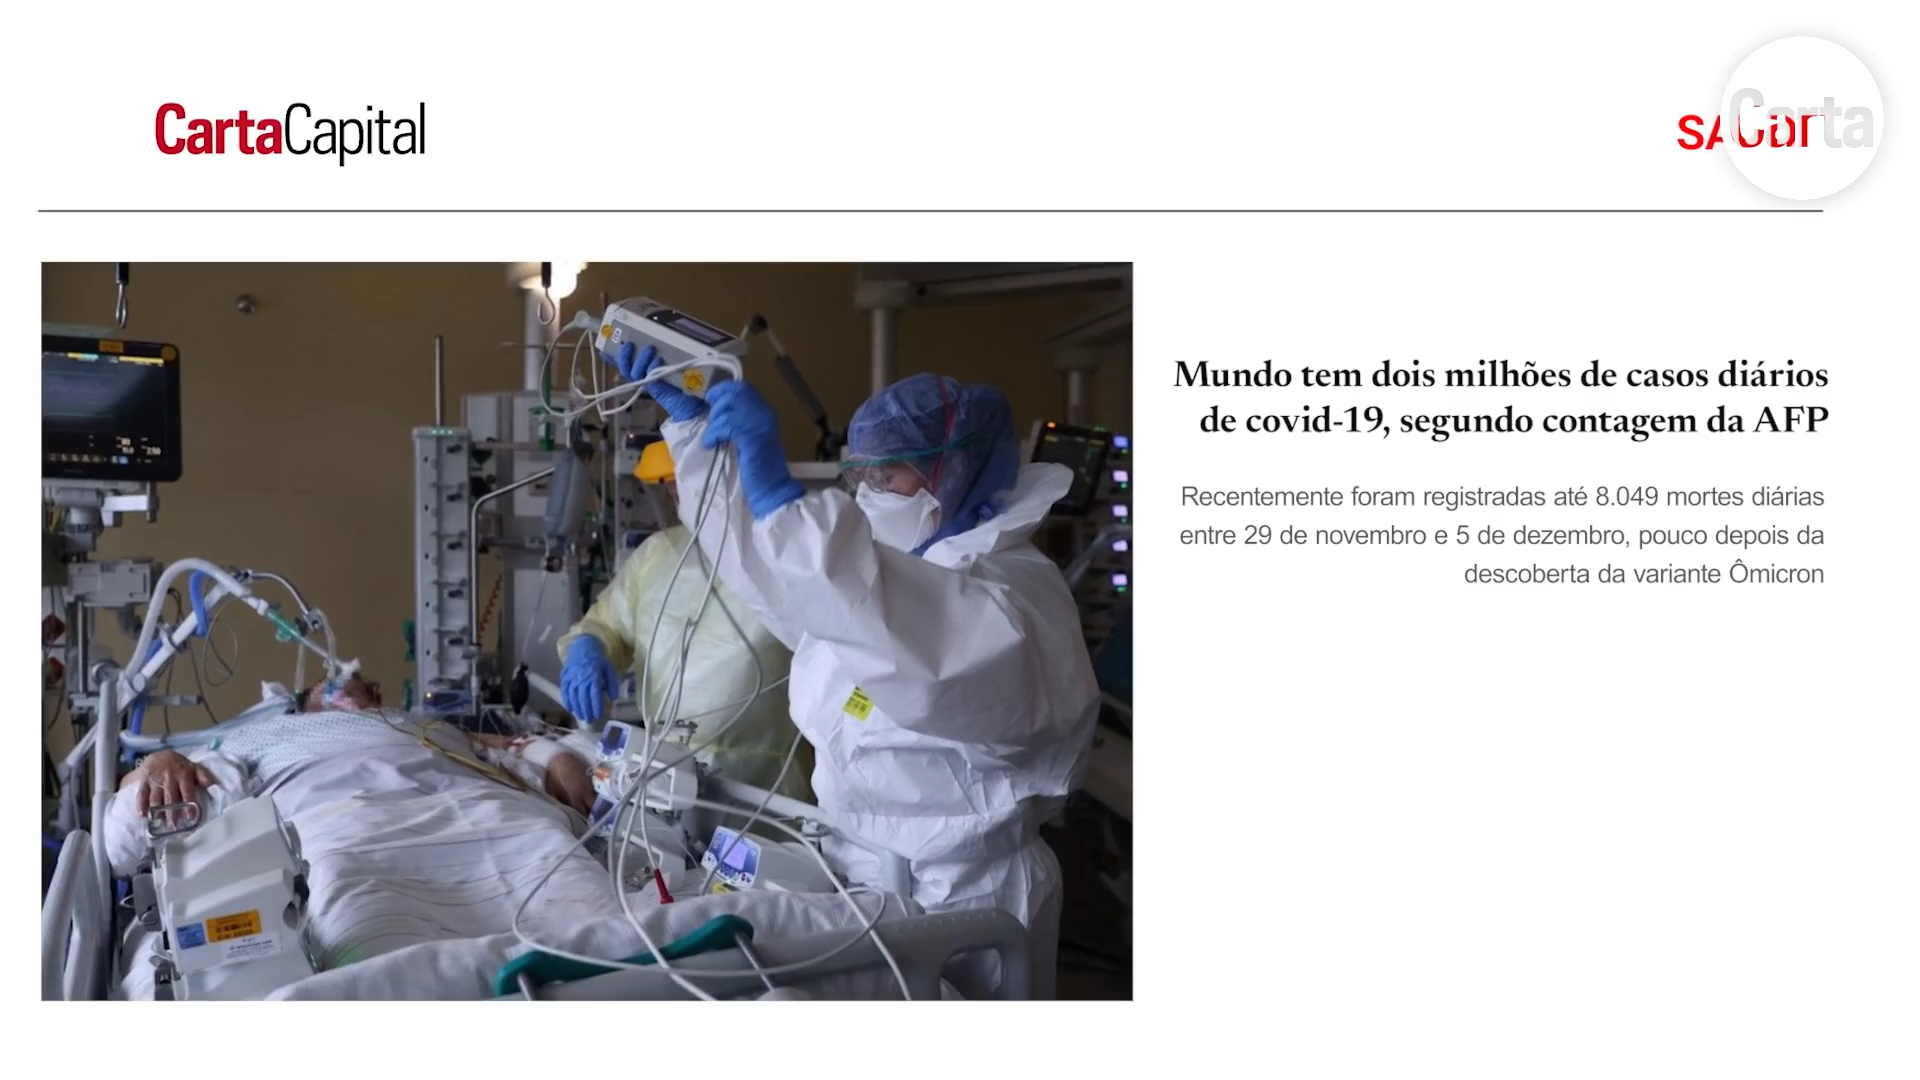 CartaCapital
Carta
Mundo tem dois milhões de casos diários
de covid-19, segundo contagem da AFP
Recentemente foram registradas até 8.049 mortes diárias
entre 29 de novembro e 5 de dezembro, pouco depois da
descoberta da variante Ômicron